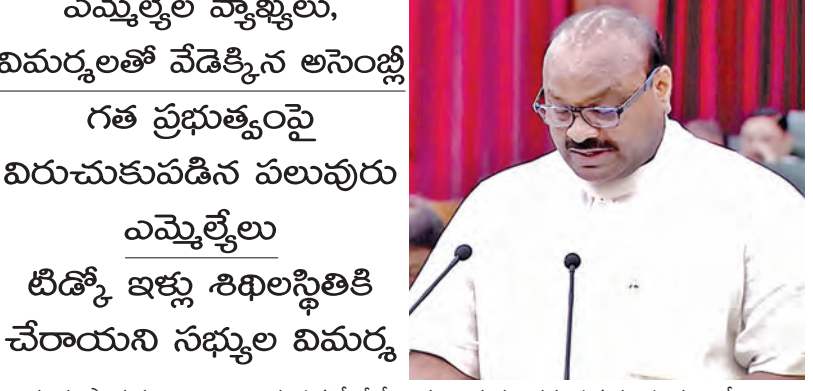 ఎమ్మెల్యేల వ్యాఖ్యలు,
విమర్శలతో వేడెక్కిన అసెంబ్లీ
గత ప్రభుత్వంపై
విరుచుకుపడిన పలువురు
ఎమ్మెల్యేలు
టిడ్కో ఇళ్లు శిథిలస్థితికి
చేరాయని సభ్యుల విమర్శ